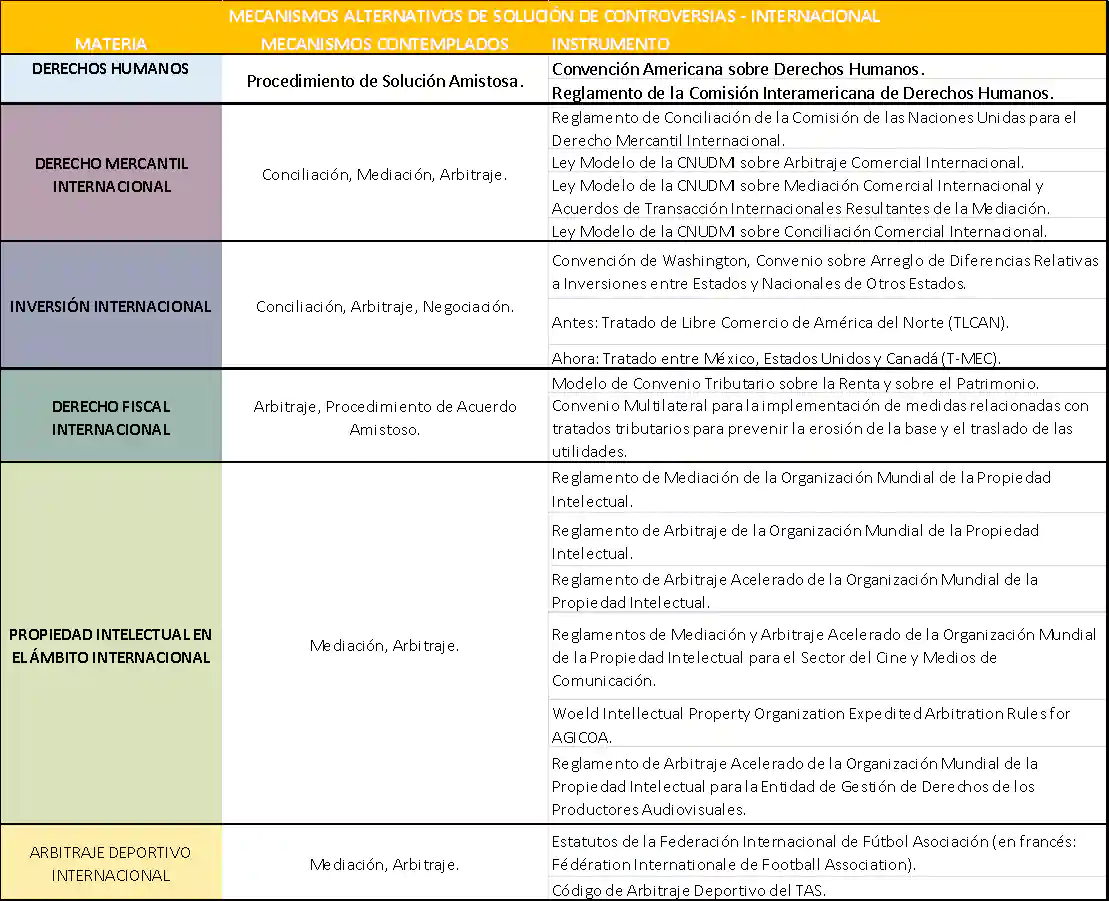 MECANISMOS ALTERNATIVOS DE SOLUCIÓN DE CONTROVERSIAS - INTERNACIONAL
MATERIA MECANISMOS CONTEMPLADOS INSTRUMENTO
DERECHOS HUMANOS
Procedimiento de Solución Amistosa.
Convención Americana sobre Derechos Humanos.
Reglamento de la Comisión Interamericana de Derechos Humanos.
DERECHO MERCANTIL
INTERNACIONAL
Conciliación, Mediación, Arbitraje.
Reglamento de Conciliación de la Comisión de las Naciones Unidas para el
Derecho Mercantil Internacional.
Ley Modelo de la CNUDMI sobre Arbitraje Comercial Internacional.
Ley Modelo de la CNUDMI sobre Mediación Comercial Internacional y
Acuerdos de Transacción Internacionales Resultantes de la Mediación.
Ley Modelo de la CNUDMI sobre Conciliación Comercial Internacional.
INVERSIÓN INTERNACIONAL
Conciliación, Arbitraje, Negociación.
Convención de Washington, Convenio sobre Arreglo de Diferencias Relativas
a Inversiones entre Estados y Nacionales de Otros Estados.
Antes: Tratado de Libre Comercio de América del Norte (TLCAN).
Ahora: Tratado entre México, Estados Unidos y Canadá (T-MEC).
DERECHO FISCAL
INTERNACIONAL
Arbitraje, Procedimiento de Acuerdo
Amistoso.
Modelo de Convenio Tributario sobre la Renta y sobre el Patrimonio.
Convenio Multilateral para la implementación de medidas relacionadas con
tratados tributarios para prevenir la erosión de la base y el traslado de las
utilidades.
PROPIEDAD INTELECTUAL EN
EL ÁMBITO INTERNACIONAL
Mediación, Arbitraje.
Reglamento de Mediación de la Organización Mundial de la Propiedad
Intelectual.
Reglamento de Arbitraje de la Organización Mundial de la Propiedad
Intelectual.
Reglamento de Arbitraje Acelerado de la Organización Mundial de la
Propiedad Intelectual.
Reglamentos de Mediación y Arbitraje Acelerado de la Organización Mundial
de la Propiedad Intelectual para el Sector del Cine y Medios de
Comunicación.
Woeld Intellectual Property Organization Expedited Arbitration Rules for
AGICOA.
Reglamento de Arbitraje Acelerado de la Organización Mundial de la
Propiedad Intelectual para la Entidad de Gestión de Derechos de los
Productores Audiovisuales.
ARBITRAJE DEPORTIVO
INTERNACIONAL
Mediación, Arbitraje.
Estatutos de la Federación Internacional de Fútbol Asociación (en francés:
Fédération Internationale de Football Association).
Código de Arbitraje Deportivo del TAS.